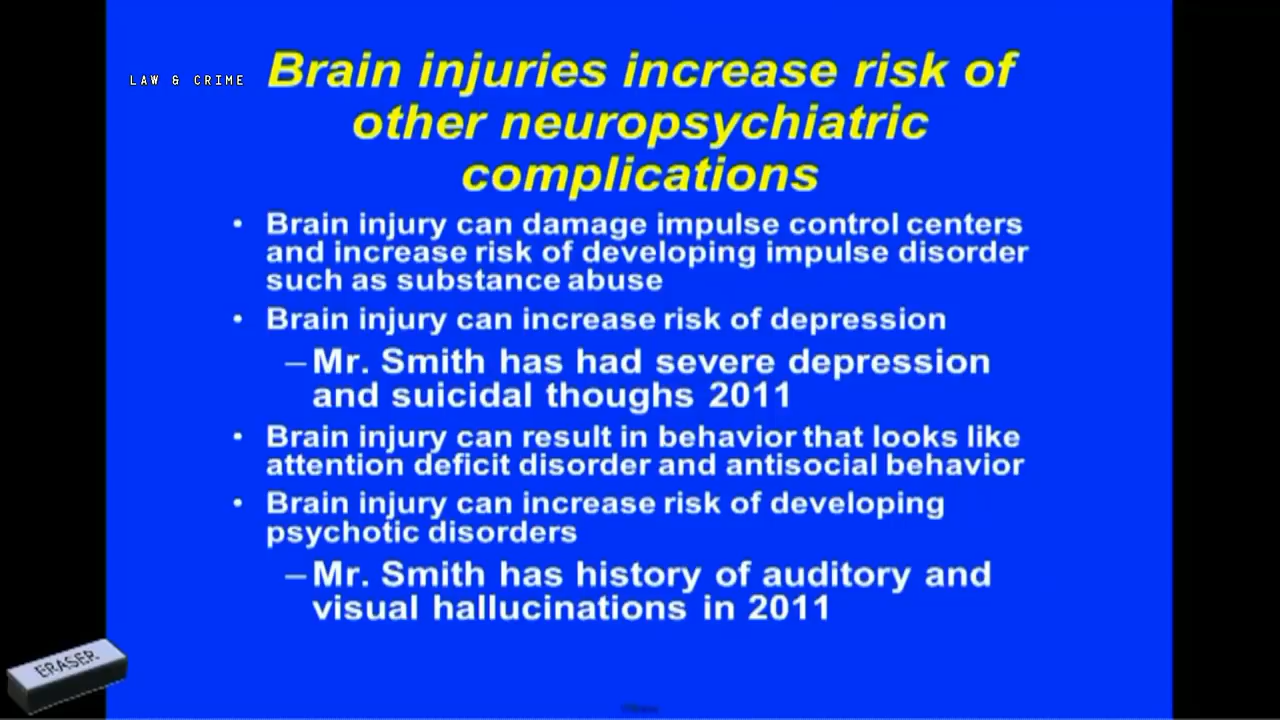 LAW & CRIME
Brain injuries increase risk of
other neuropsychiatric
complications
• Brain injury can damage impulse control centers
and increase risk of developing impulse disorder
such as substance abuse
• Brain injury can increase risk of depression
–Mr. Smith has had severe depression
and suicidal thoughs 2011
• Brain injury can result in behavior that looks like
attention deficit disorder and antisocial behavior
• Brain injury can increase risk of developing
psychotic disorders
–Mr. Smith has history of auditory and
visual hallucinations in 2011
ERASER